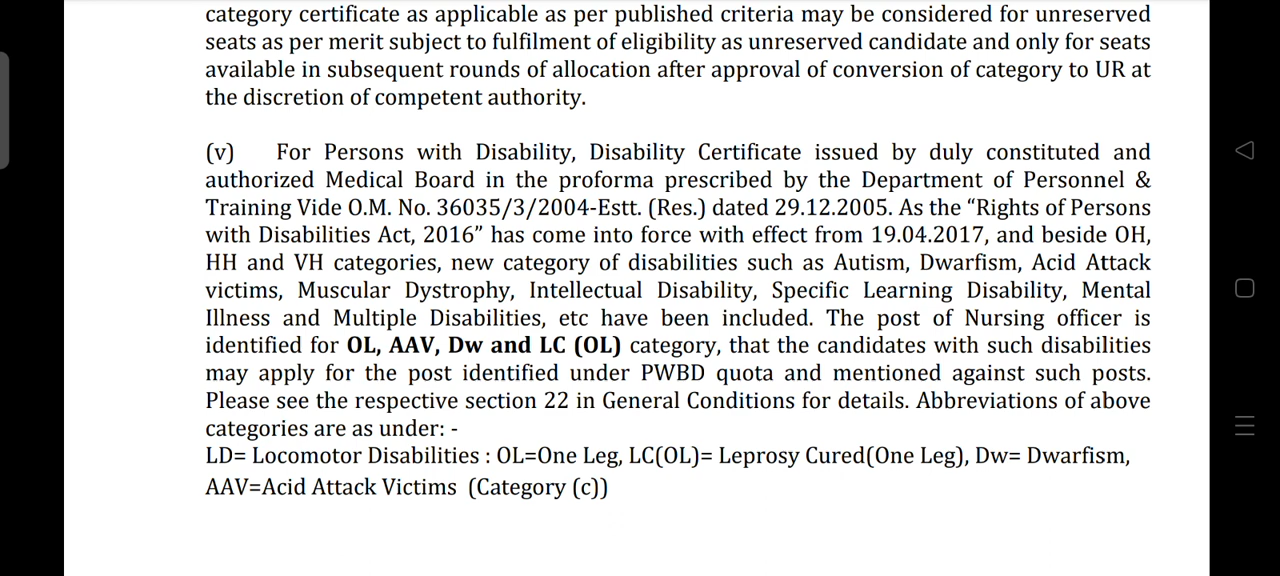 category certificate as applicable as per published criteria may be considered for unreserved
seats as per merit subject to fulfilment of eligibility as unreserved candidate and only for seats
available in subsequent rounds of allocation after approval of conversion of category to UR at
the discretion of competent authority.
(v) For Persons with Disability, Disability Certificate issued by duly constituted and
authorized Medical Board in the proforma prescribed by the Department of Personnel &
Training Vide O.M. No. 36035/3/2004-Estt. (Res.) dated 29.12.2005. As the “Rights of Persons
with Disabilities Act, 2016” has come into force with effect from 19.04.2017, and beside OH,
HH and VH categories, new category of disabilities such as Autism, Dwarfism, Acid Attack
victims, Muscular Dystrophy, Intellectual Disability, Specific Learning Disability, Mental
Illness and Multiple Disabilities, etc have been included. The post of Nursing officer is
identified for OL, AAV, Dw and LC (OL) category, that the candidates with such disabilities
may apply for the post identified under PWBD quota and mentioned against such posts.
Please see the respective section 22 in General Conditions for details. Abbreviations of above
categories are as under: -
LD= Locomotor Disabilities : OL=One Leg, LC(OL)= Leprosy Cured(One Leg), Dw= Dwarfism,
AAV=Acid Attack Victims (Category (c))